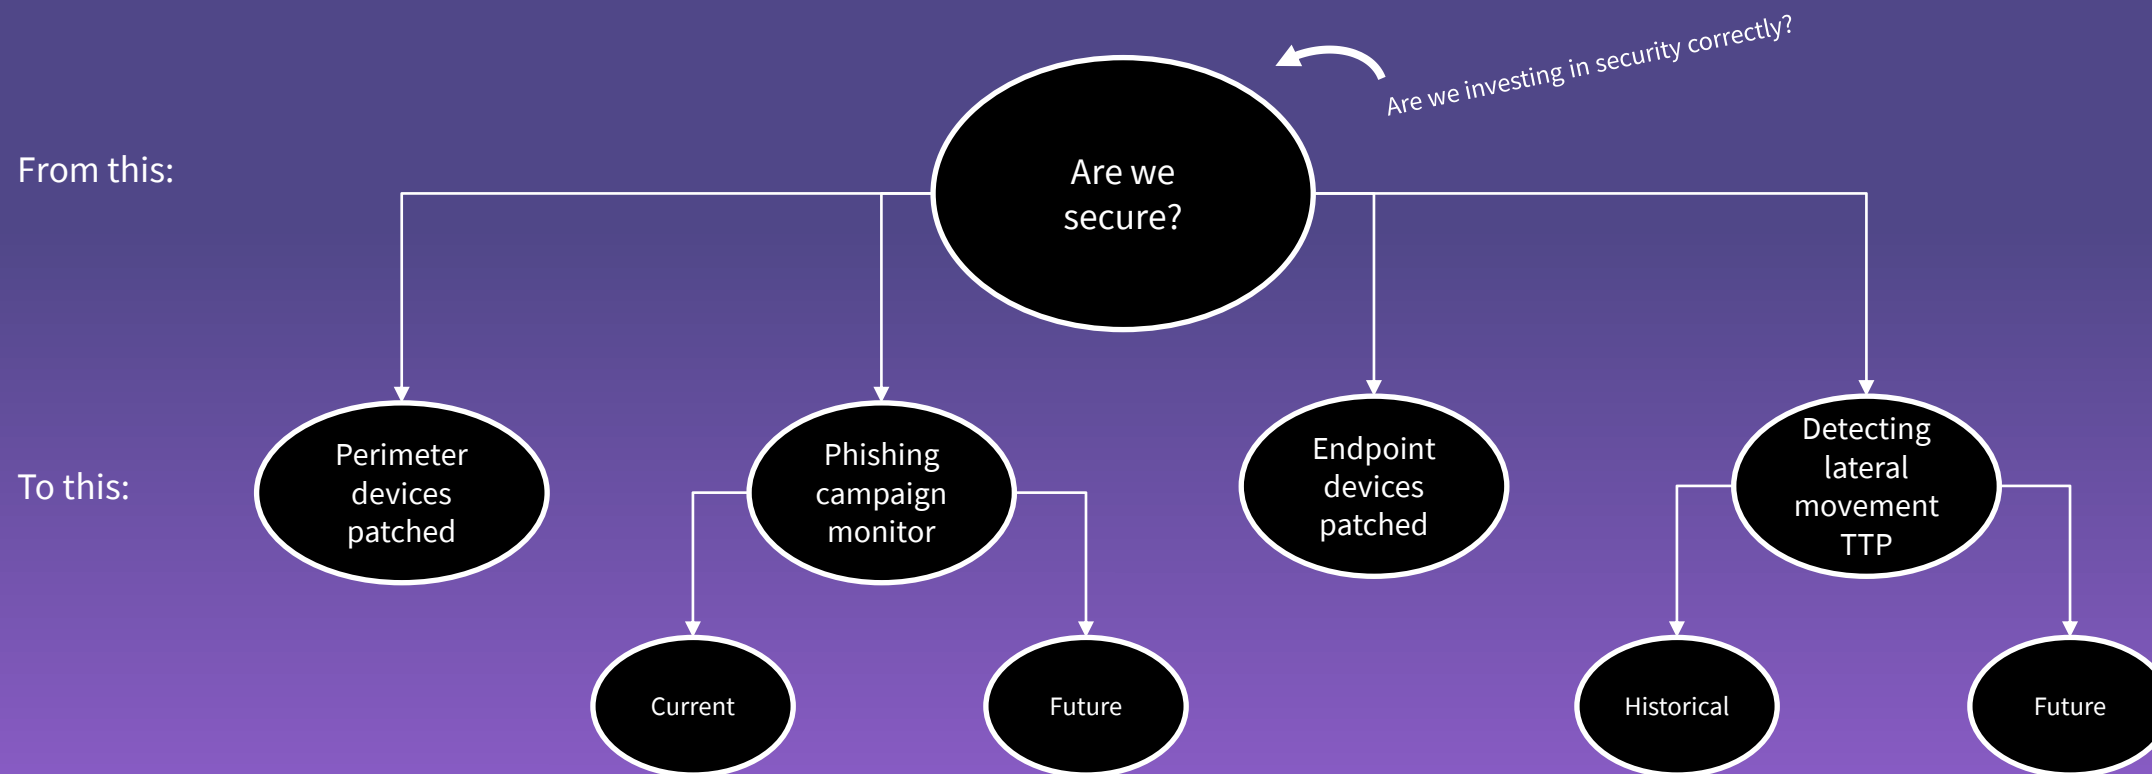 Are we investing in security correctly?
From this:
Are we
secure?
To this:
Perimeter
devices
patched
Phishing
campaign
monitor
Endpoint
devices
patched
Detecting
lateral
movement
TTP
Current
Future
Historical
Future